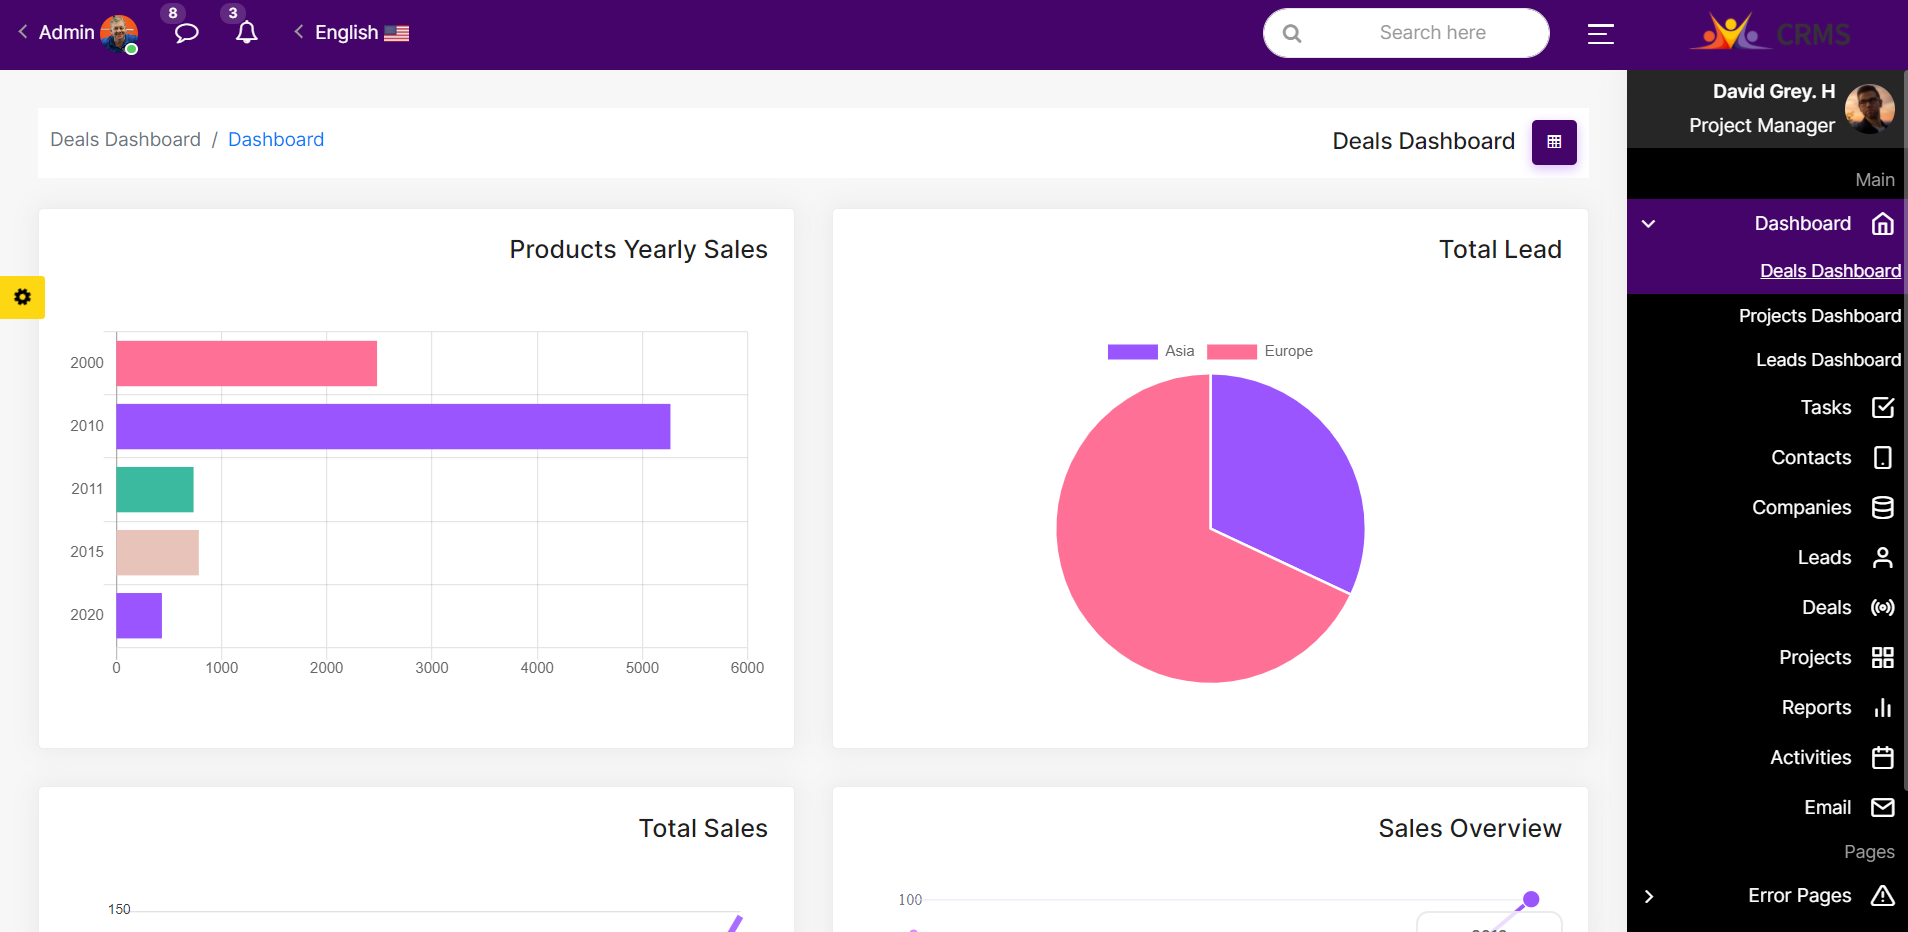 Admin
8
3
English
Search here
CRMS
David Grey. H
Project Manager
Deals Dashboard / Dashboard
Deals Dashboard
Products Yearly Sales
2000
2010
2011
2015
2020
0 1000 2000 3000 4000 5000 6000
Total Lead
Asia Europe
Total Sales
150
Sales Overview
100
Main
Dashboard
Deals Dashboard
Projects Dashboard
Leads Dashboard
Tasks
Contacts
Companies
Leads
Deals
Projects
Reports
Activities
Email
Pages
Error Pages